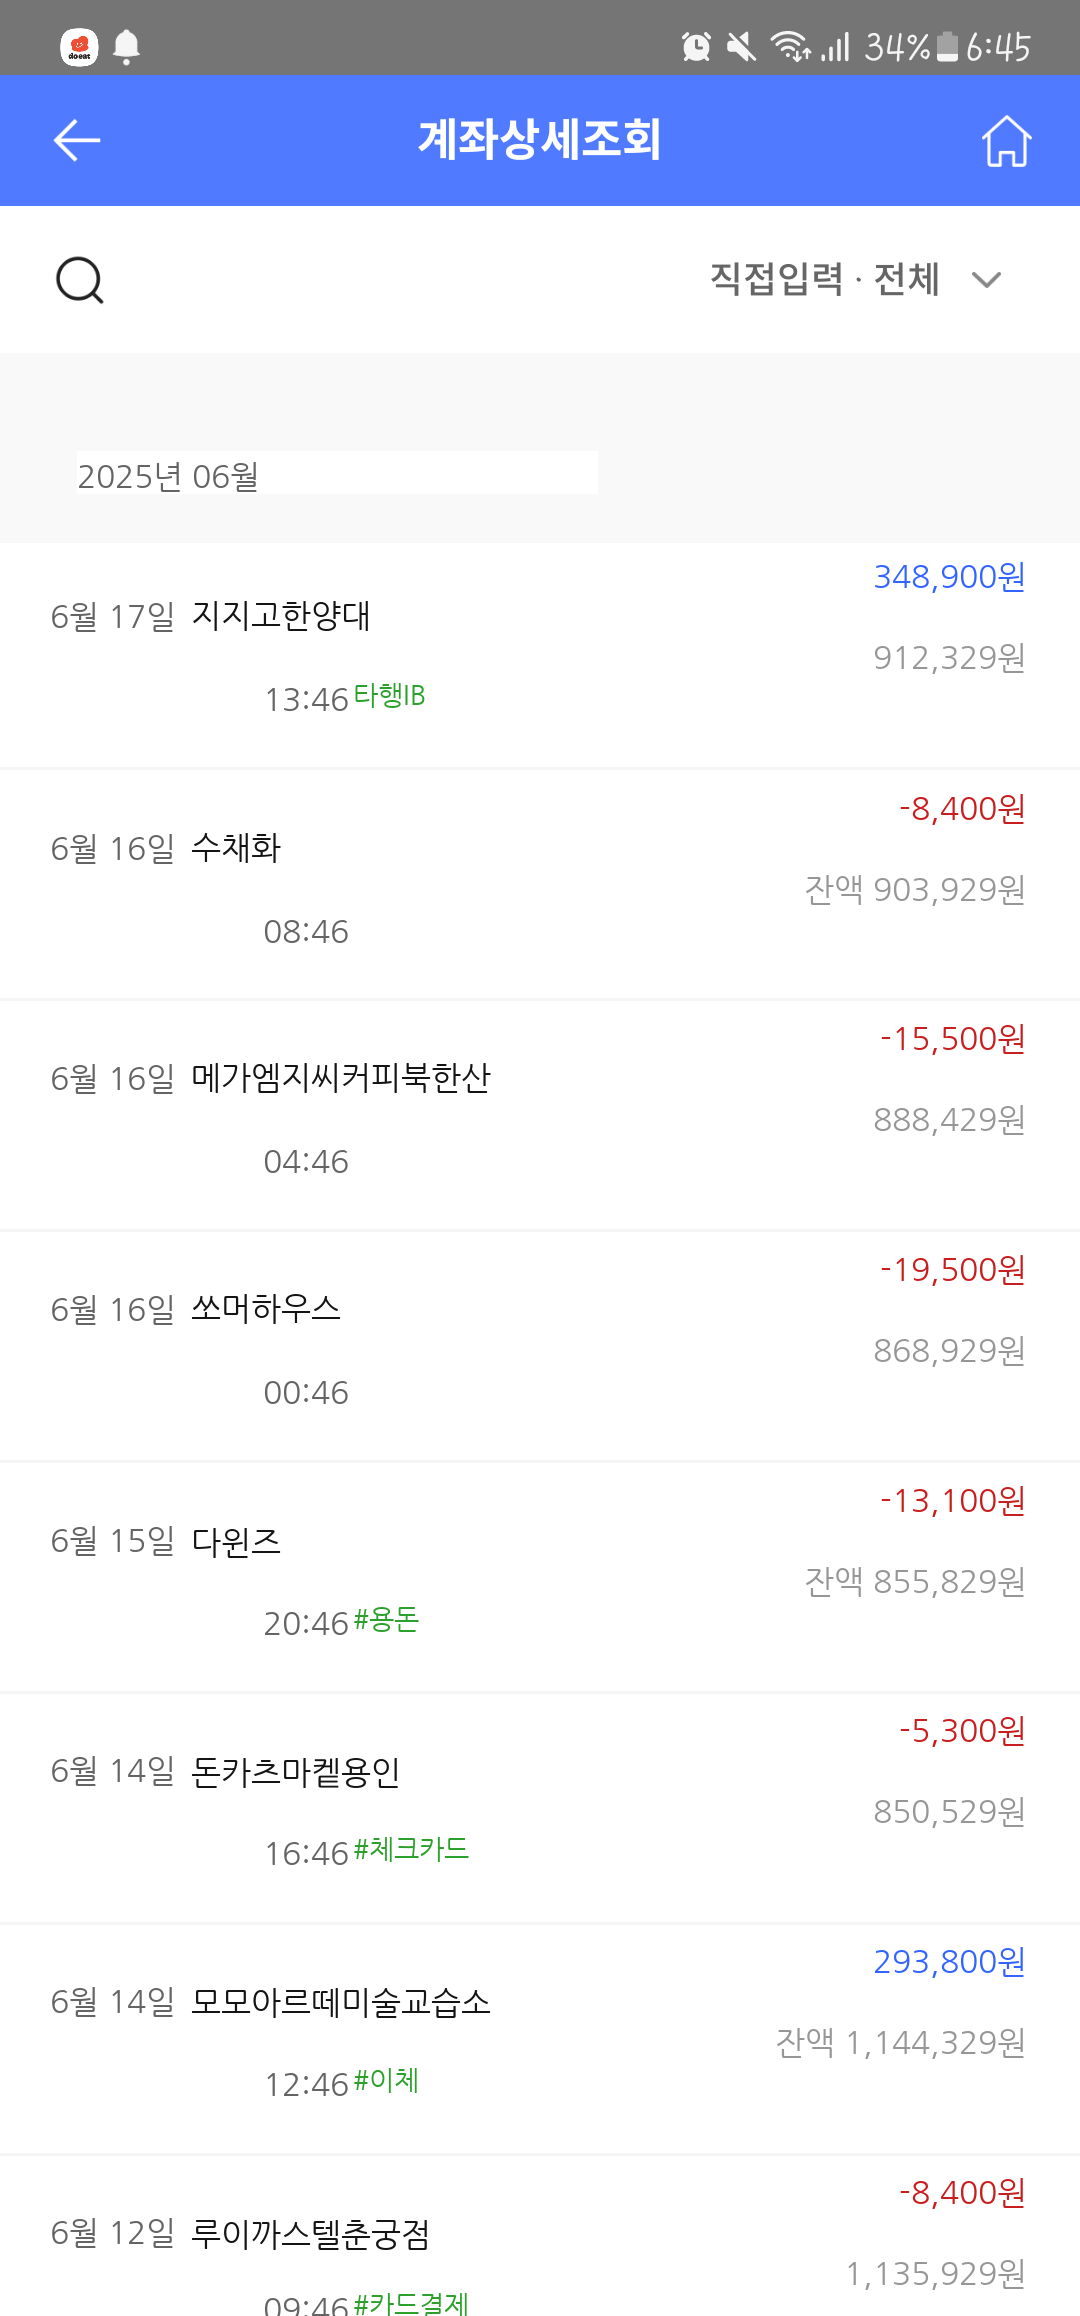 doeat
34% 6:45
계좌상세조회
직접입력 · 전체
2025년 06월
348,900원
6월 17일 지지고한양대
912,329원
13:46 타행IB
-8,400원
6월 16일 수채화
잔액 903,929원
08:46
-15,500원
6월 16일 메가엠지씨커피북한산
888,429원
04:46
-19,500원
6월 16일 쏘머하우스
868,929원
00:46
-13,100원
6월 15일 다윈즈
잔액 855,829원
20:46 #용돈
-5,300원
6월 14일 돈카츠마켙용인
850,529원
16:46 #체크카드
293,800원
6월 14일 모모아르떼미술교습소
잔액 1,144,329원
12:46 #이체
-8,400원
6월 12일 루이까스텔춘궁점
1,135,929원
09:46 #카드결제